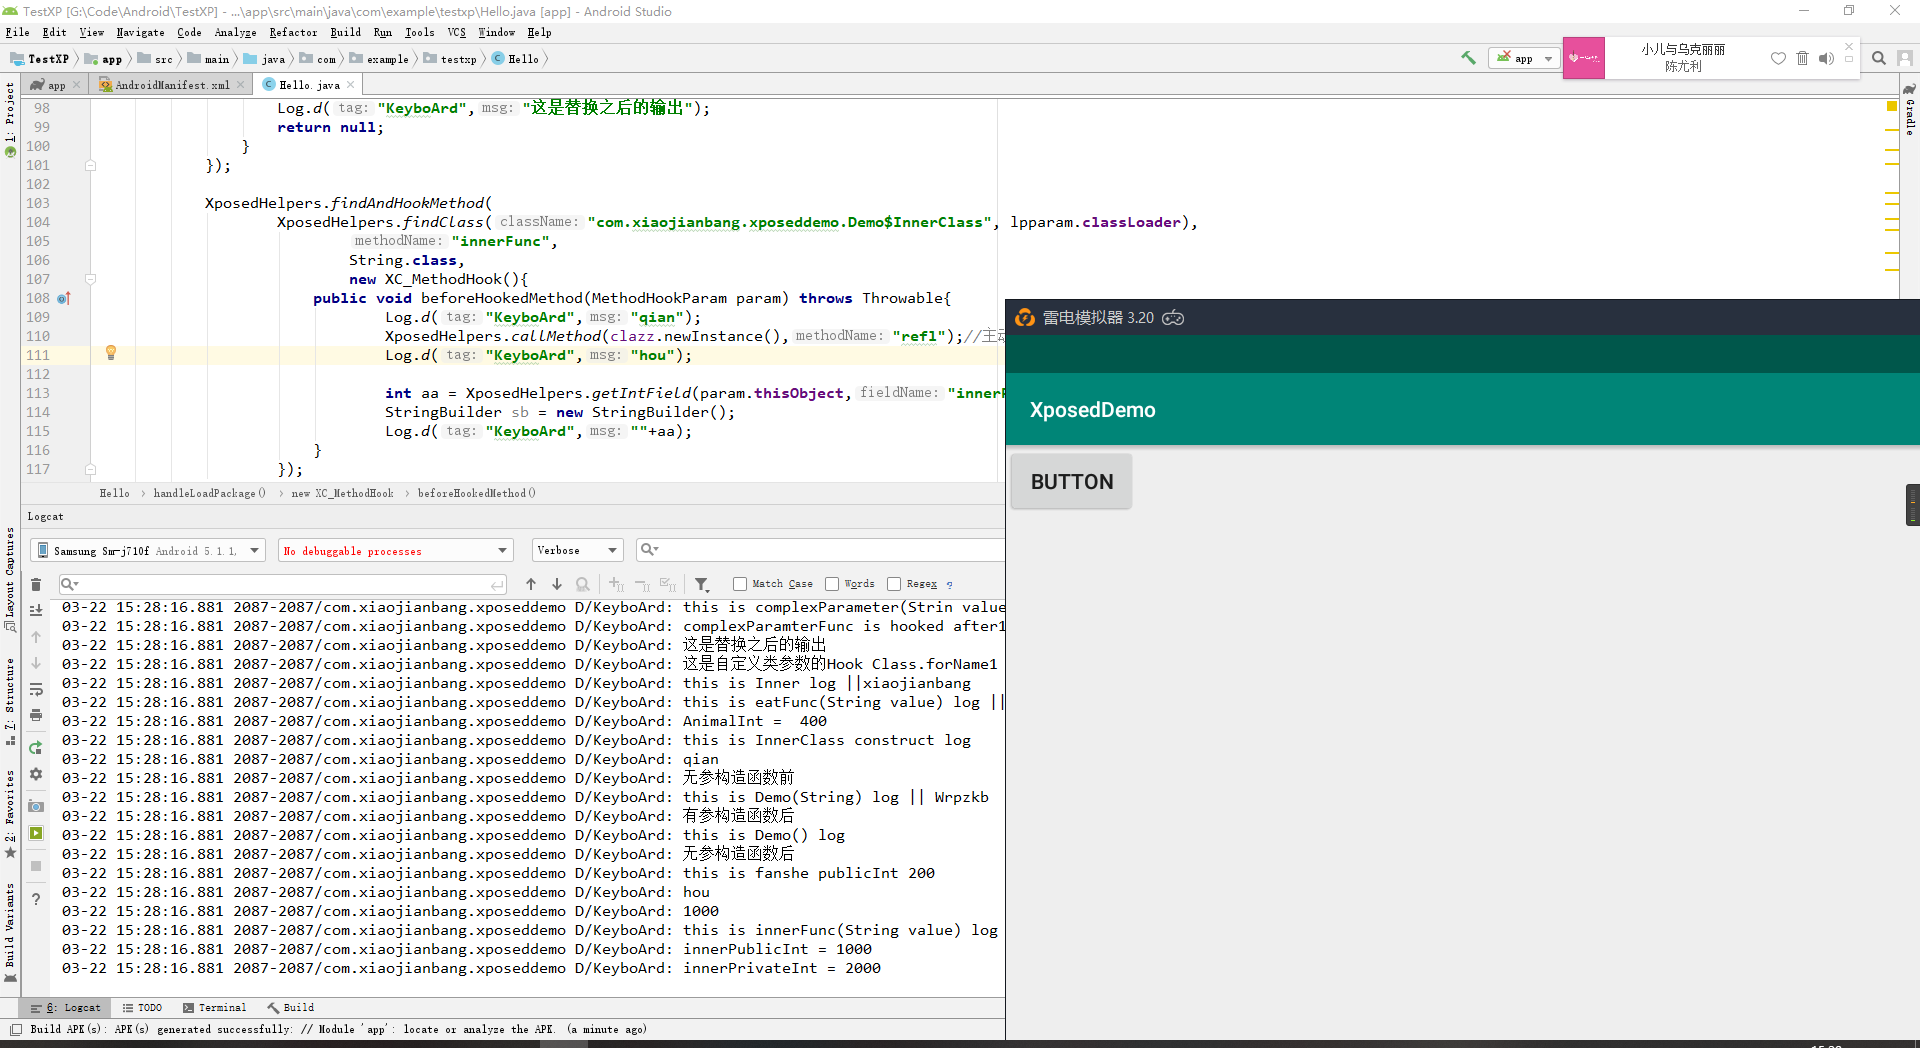 TestXP [G:\Code\Android\TestXP] - ...\app\src\main\java\com\example\testxp\Hello.java [app] - Android Studio
File Edit View Navigate Code Analyze Refactor Build Run Tools VCS Window Help
TestXP app src main java com example testxp Hello
app
小儿与乌克丽丽
陈尤利
app AndroidManifest.xml Hello.java
1: Project
Gradle
98 Log.d( tag: "KeyboArd", msg: "这是替换之后的输出");
99 return null;
100 }
101 });
102
103 XposedHelpers.findAndHookMethod(
104 XposedHelpers.findClass( className: "com.xiaojianbang.xposeddemo.Demo$InnerClass", lpparam.classLoader),
105 methodName: "innerFunc",
106 String.class,
107 new XC_MethodHook(){
108 public void beforeHookedMethod(MethodHookParam param) throws Throwable{
109 Log.d( tag: "KeyboArd", msg: "qian");
110 XposedHelpers.callMethod(clazz.newInstance(), methodName: "refl");//主
111 Log.d( tag: "KeyboArd", msg: "hou");
112
113 int aa = XposedHelpers.getIntField(param.thisObject, fieldName: "inner
114 StringBuilder sb = new StringBuilder();
115 Log.d( tag: "KeyboArd", msg: ""+aa);
116 }
117 });
Hello > handleLoadPackage() > new XC_MethodHook > beforeHookedMethod()
雷电模拟器 3.20
XposedDemo
BUTTON
Logcat
Samsung Sm-j710f Android 5.1.1,
No debuggable processes
Verbose
Match Case Words Regex ?
03-22 15:28:16.881 2087-2087/com.xiaojianbang.xposeddemo D/KeyboArd: this is complexParameter(Strin value
03-22 15:28:16.881 2087-2087/com.xiaojianbang.xposeddemo D/KeyboArd: complexParamterFunc is hooked after1
03-22 15:28:16.881 2087-2087/com.xiaojianbang.xposeddemo D/KeyboArd: 这是替换之后的输出
03-22 15:28:16.881 2087-2087/com.xiaojianbang.xposeddemo D/KeyboArd: 这是自定义类参数的Hook Class.forName1
03-22 15:28:16.881 2087-2087/com.xiaojianbang.xposeddemo D/KeyboArd: this is Inner log ||xiaojianbang
03-22 15:28:16.881 2087-2087/com.xiaojianbang.xposeddemo D/KeyboArd: this is eatFunc(String value) log ||
03-22 15:28:16.881 2087-2087/com.xiaojianbang.xposeddemo D/KeyboArd: AnimalInt =  400
03-22 15:28:16.881 2087-2087/com.xiaojianbang.xposeddemo D/KeyboArd: this is InnerClass construct log
03-22 15:28:16.881 2087-2087/com.xiaojianbang.xposeddemo D/KeyboArd: qian
03-22 15:28:16.881 2087-2087/com.xiaojianbang.xposeddemo D/KeyboArd: 无参构造函数前
03-22 15:28:16.881 2087-2087/com.xiaojianbang.xposeddemo D/KeyboArd: this is Demo(String) log || Wrpzkb
03-22 15:28:16.881 2087-2087/com.xiaojianbang.xposeddemo D/KeyboArd: 有参构造函数后
03-22 15:28:16.881 2087-2087/com.xiaojianbang.xposeddemo D/KeyboArd: this is Demo() log
03-22 15:28:16.881 2087-2087/com.xiaojianbang.xposeddemo D/KeyboArd: 无参构造函数后
03-22 15:28:16.881 2087-2087/com.xiaojianbang.xposeddemo D/KeyboArd: this is fanshe publicInt 200
03-22 15:28:16.881 2087-2087/com.xiaojianbang.xposeddemo D/KeyboArd: hou
03-22 15:28:16.881 2087-2087/com.xiaojianbang.xposeddemo D/KeyboArd: 1000
03-22 15:28:16.881 2087-2087/com.xiaojianbang.xposeddemo D/KeyboArd: this is innerFunc(String value) log
03-22 15:28:16.881 2087-2087/com.xiaojianbang.xposeddemo D/KeyboArd: innerPublicInt = 1000
03-22 15:28:16.881 2087-2087/com.xiaojianbang.xposeddemo D/KeyboArd: innerPrivateInt = 2000
Layout Captures
7: Structure
2: Favorites
Build Variants
6: Logcat TODO Terminal Build
Build APK(s): APK(s) generated successfully: // Module 'app': locate or analyze the APK. (a minute ago)